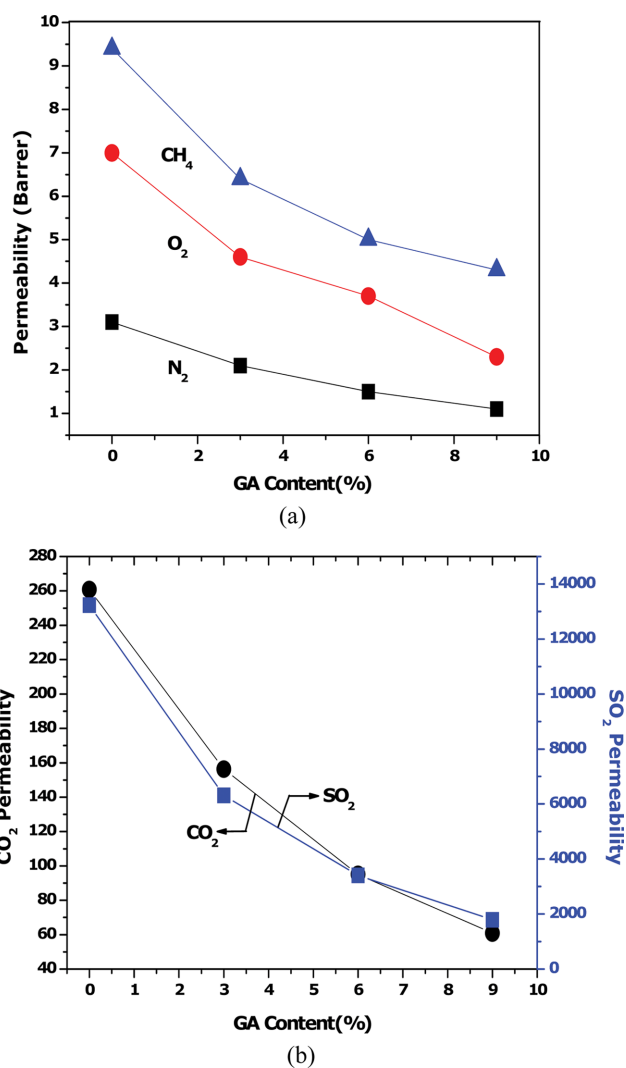 10
9
8
7
6
5
4
3
2
1
Permeability (Barrer)
CH4
O2
N2
0 2 4 6 8 10
GA Content(%)
(a)
280
260
240
220
200
180
160
140
120
100
80
60
40
CO2 Permeability
SO2
CO2
14000
12000
10000
8000
6000
4000
2000
0
SO2 Permeability
0 1 2 3 4 5 6 7 8 9 10
GA Content(%)
(b)